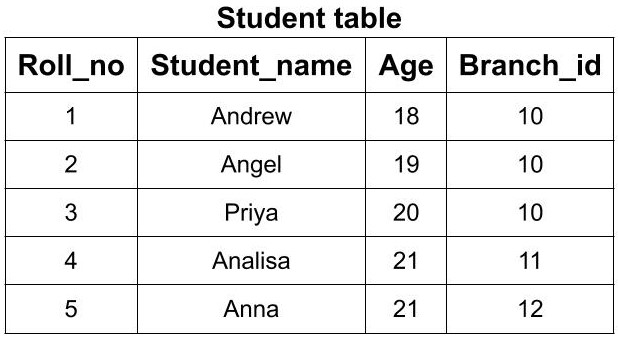 Student table
Roll_no Student_name Age Branch_id
1 Andrew 18 10
2 Angel 19 10
3 Priya 20 10
4 Analisa 21 11
5 Anna 21 12